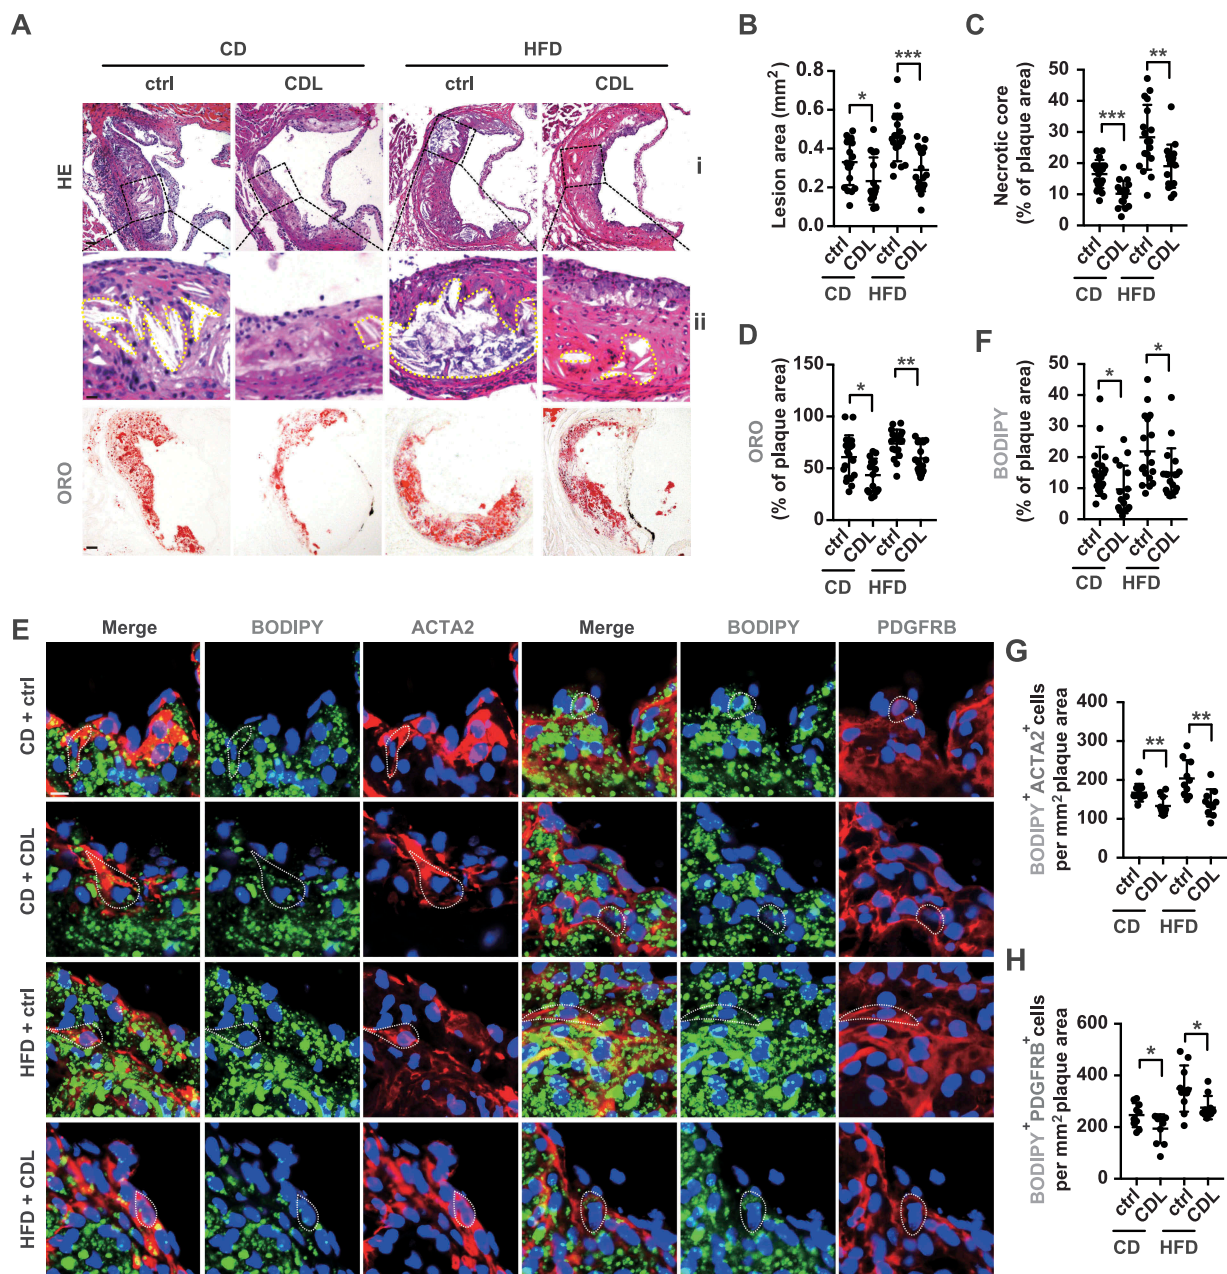 A
CD
HFD
ctrl
CDL
ctrl
CDL
HE
i
ii
ORO
B
Lesion area (mm²)
0.8
0.6
0.4
0.2
0.0
*
***
ctrl
CDL
ctrl
CDL
CD
HFD
C
Necrotic core
(% of plaque area)
50
40
30
20
10
0
***
**
ctrl
CDL
ctrl
CDL
CD
HFD
D
ORO
(% of plaque area)
150
100
50
0
*
**
ctrl
CDL
ctrl
CDL
CD
HFD
F
BODIPY
(% of plaque area)
50
40
30
20
10
0
*
*
ctrl
CDL
ctrl
CDL
CD
HFD
E
Merge
BODIPY
ACTA2
Merge
BODIPY
PDGFRB
CD + ctrl
CD + CDL
HFD + ctrl
HFD + CDL
G
BODIPY⁺ACTA2⁺cells
per mm² plaque area
400
300
200
100
0
**
**
ctrl
CDL
ctrl
CDL
CD
HFD
H
BODIPY⁺PDGFRB⁺cells
per mm² plaque area
600
400
200
0
*
*
ctrl
CDL
ctrl
CDL
CD
HFD